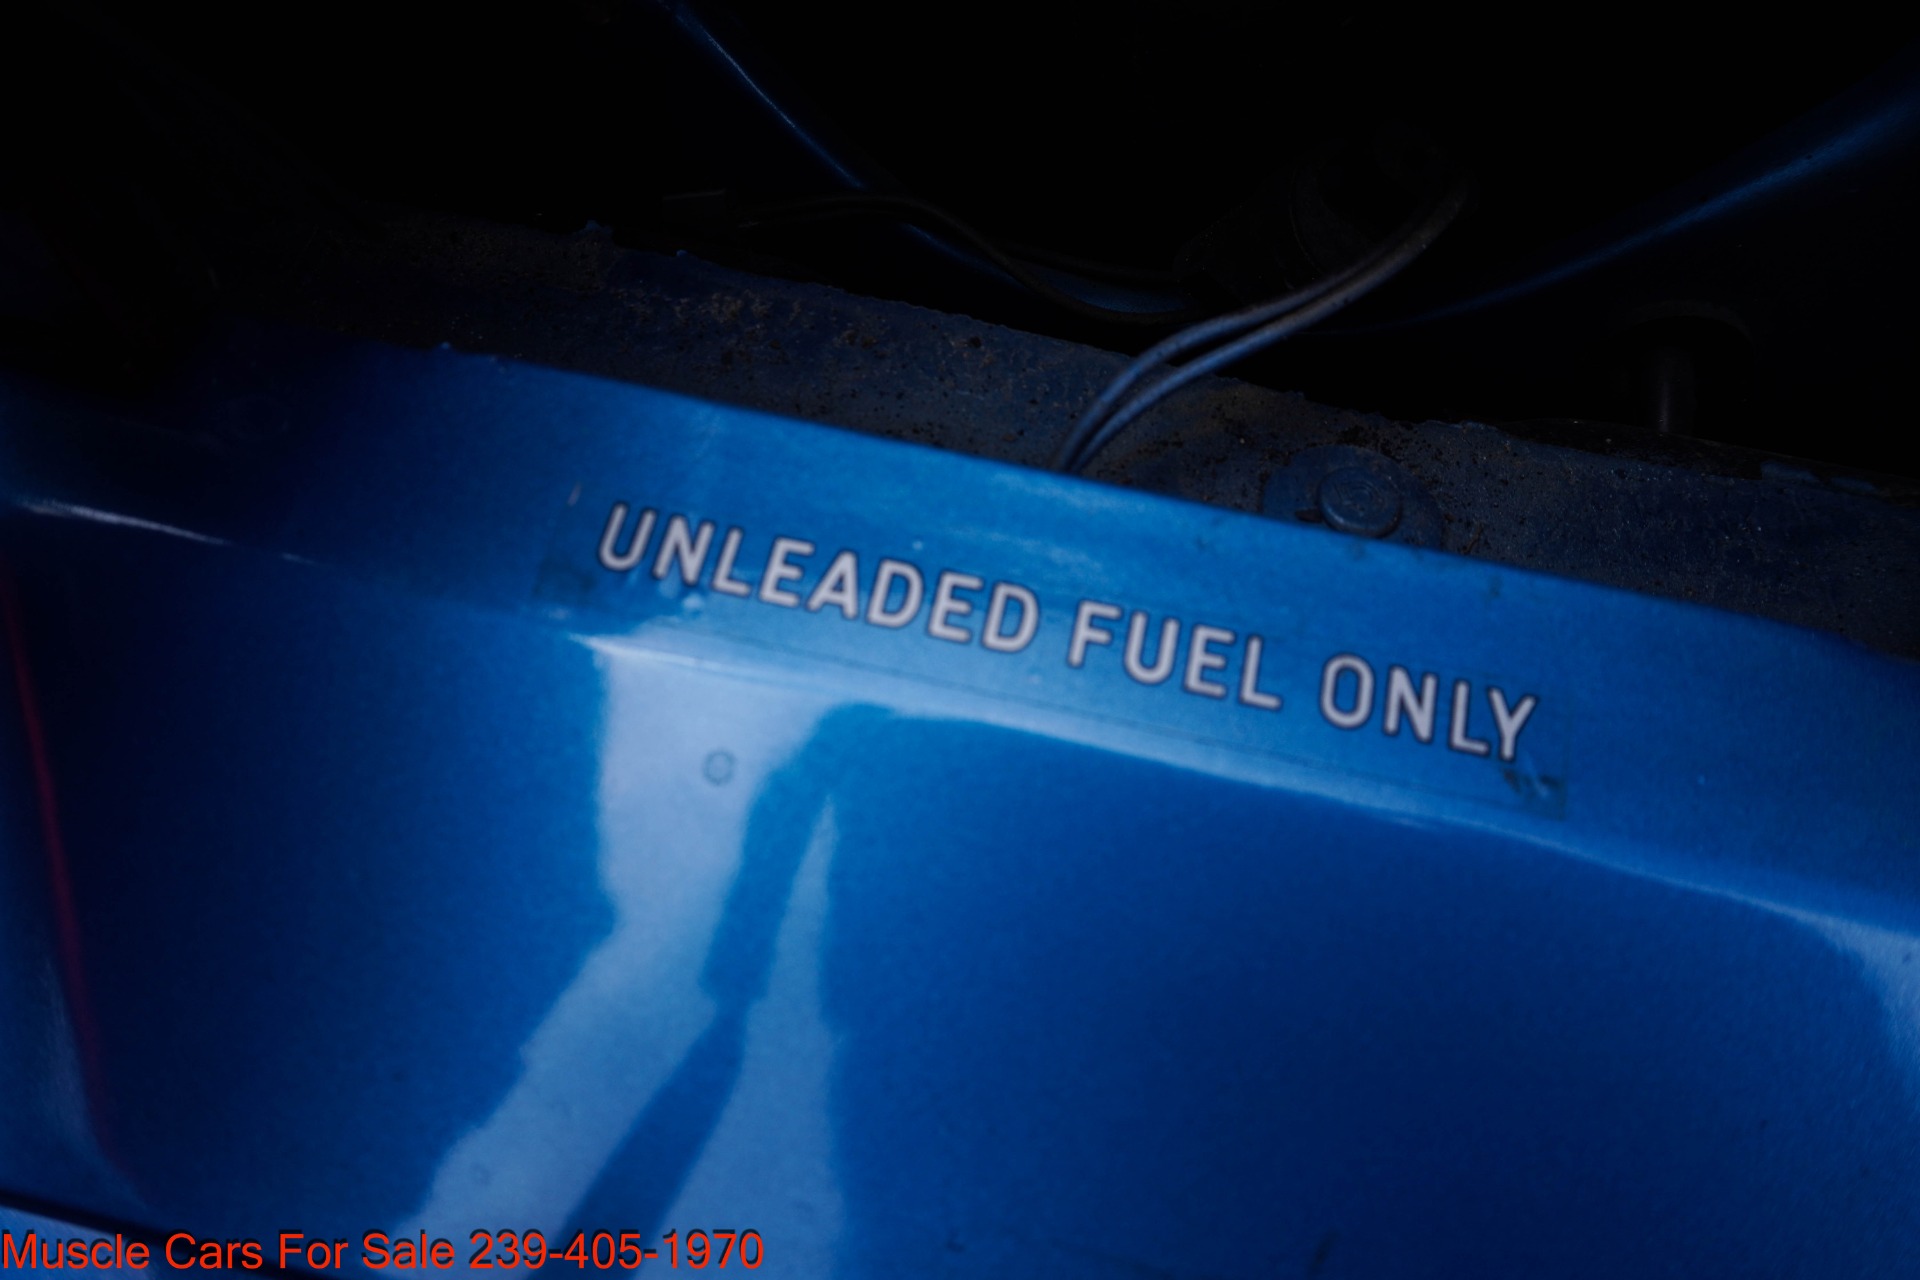 UNLEADED FUEL ONLY
Muscle Cars For Sale 239-405-1970